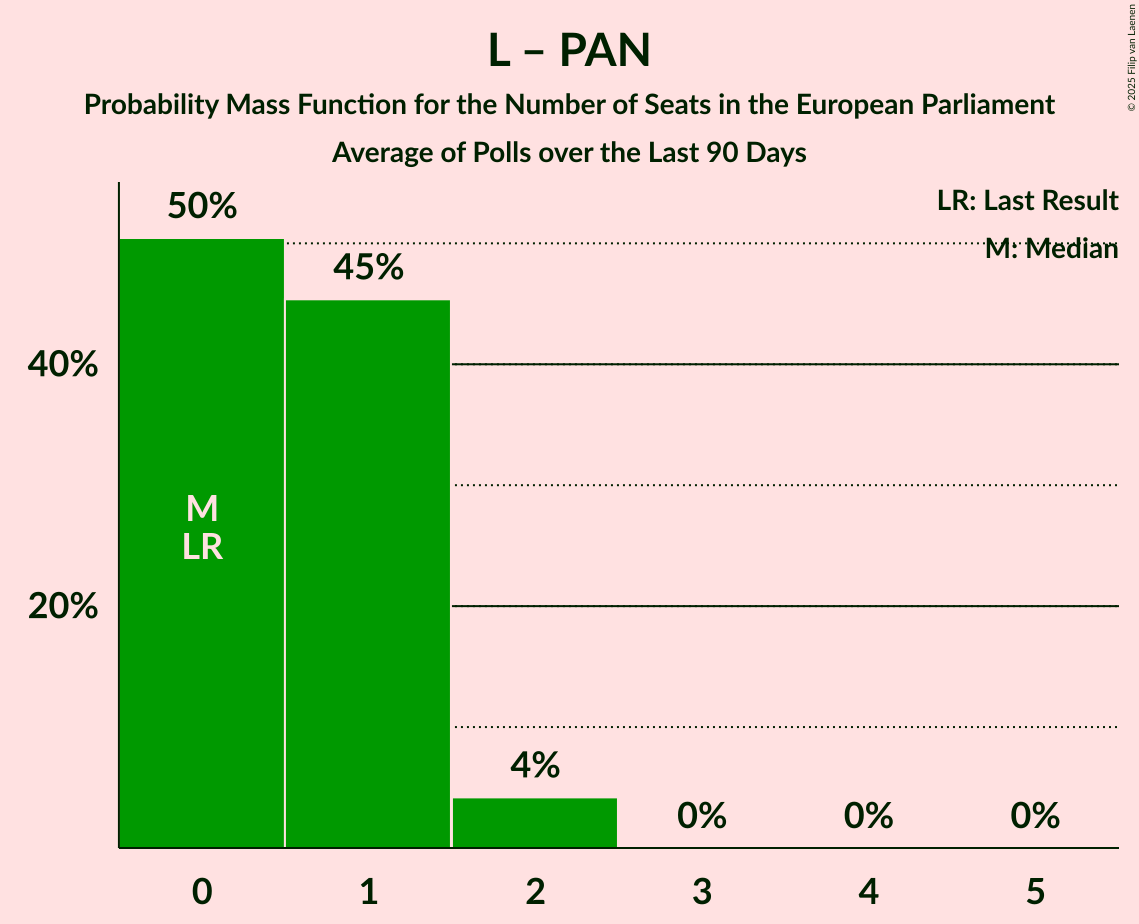 L – PAN
Probability Mass Function for the Number of Seats in the European Parliament
Average of Polls over the Last 90 Days
© 2025 Filip van Laenen
LR: Last Result
M: Median
50%
45%
40%
M
LR
20%
4%
0%
0%
0%
0
1
2
3
4
5